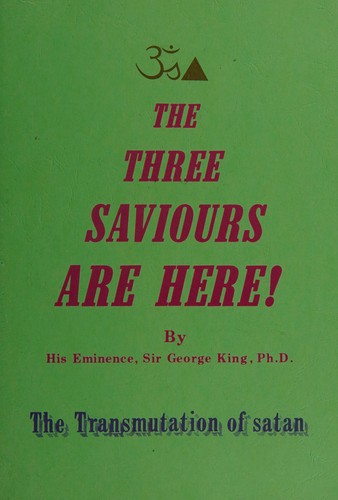 ॐ
THE
THREE
SAVIOURS
ARE HERE!
By
His Eminence, Sir George King, Ph.D.
The Transmutation of satan